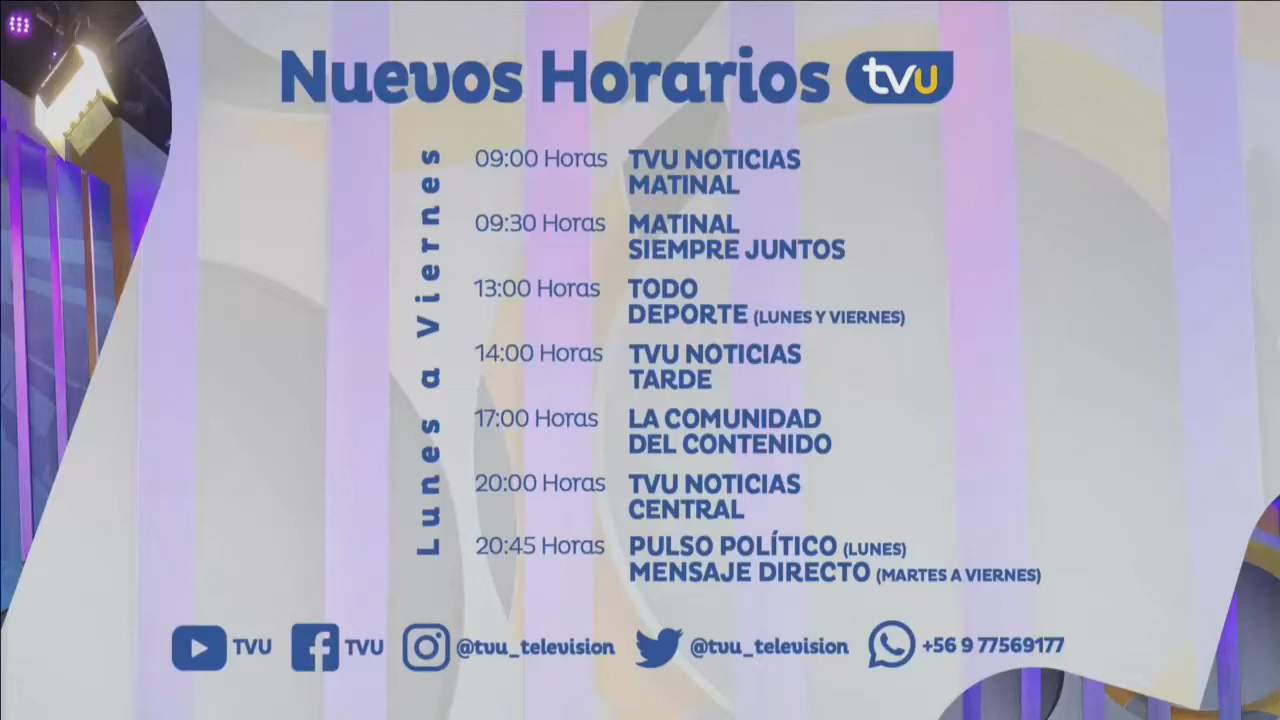 Nuevos Horarios tvu
Lunes a Viernes
09:00 Horas TVU NOTICIAS
MATINAL
09:30 Horas MATINAL
SIEMPRE JUNTOS
13:00 Horas TODO
DEPORTE (LUNES Y VIERNES)
14:00 Horas TVU NOTICIAS
TARDE
17:00 Horas LA COMUNIDAD
DEL CONTENIDO
20:00 Horas TVU NOTICIAS
CENTRAL
20:45 Horas PULSO POLÍTICO (LUNES)
MENSAJE DIRECTO (MARTES A VIERNES)
TVU TVU @tvu_television @tvu_television +56 9 77569177